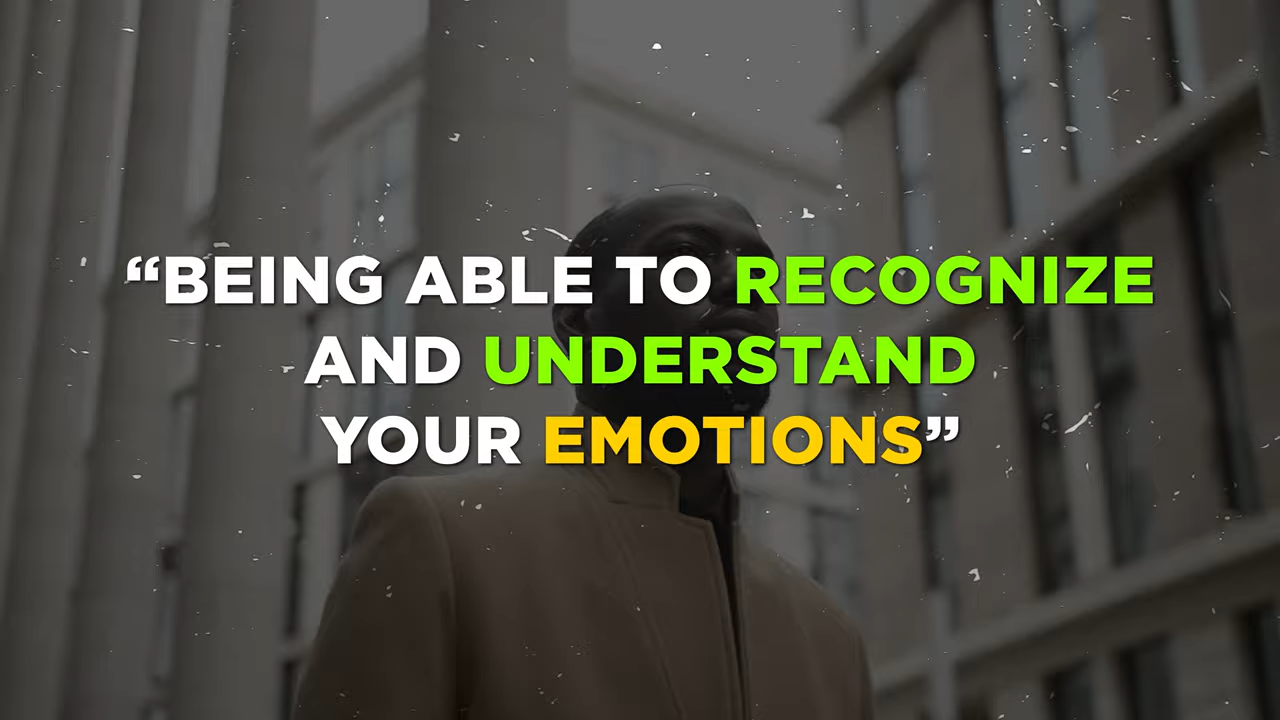 “BEING ABLE TO RECOGNIZE
AND UNDERSTAND
YOUR EMOTIONS”